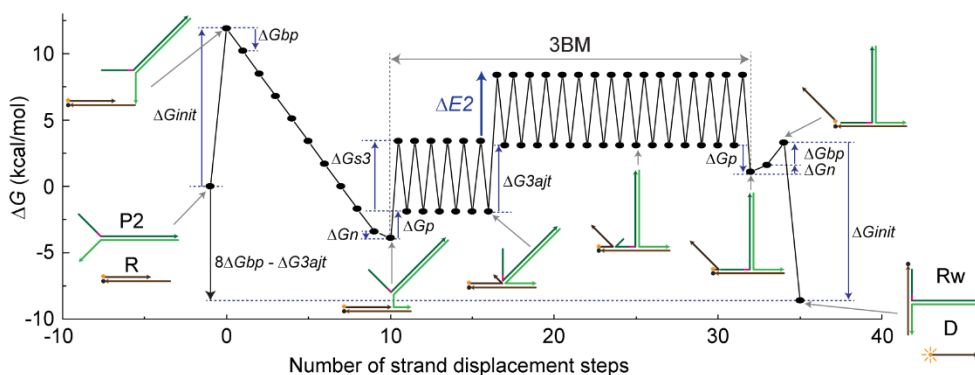 3BM
ΔGbp
ΔGinit
ΔE2
ΔGs3
ΔG3ajt
ΔGp
ΔGn
ΔGp
ΔGbp
ΔGn
ΔGinit
P2
R
8ΔGbp - ΔG3ajt
Rw
D
ΔG (kcal/mol)
10
5
0
-5
-10
-10 0 10 20 30 40
Number of strand displacement steps